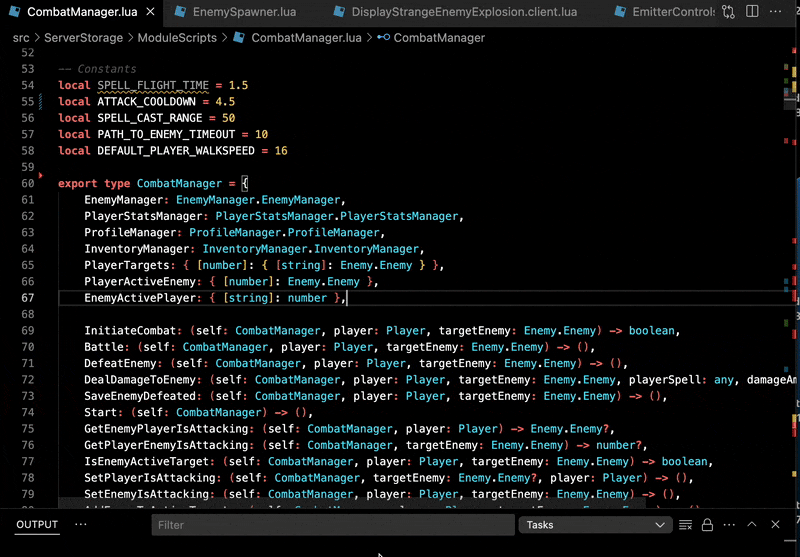 CombatManager.lua EnemySpawner.lua DisplayStrangeEnemyExplosion.client.lua EmitterControls
src > ServerStorage > ModuleScripts > CombatManager.lua > CombatManager
52
53 -- Constants
54 local SPELL_FLIGHT_TIME = 1.5
55 local ATTACK_COOLDOWN = 4.5
56 local SPELL_CAST_RANGE = 50
57 local PATH_TO_ENEMY_TIMEOUT = 10
58 local DEFAULT_PLAYER_WALKSPEED = 16
59
60 export type CombatManager = {
61 EnemyManager: EnemyManager.EnemyManager,
62 PlayerStatsManager: PlayerStatsManager.PlayerStatsManager,
63 ProfileManager: ProfileManager.ProfileManager,
64 InventoryManager: InventoryManager.InventoryManager,
65 PlayerTargets: { [number]: { [string]: Enemy.Enemy } },
66 PlayerActiveEnemy: { [number]: Enemy.Enemy },
67 EnemyActivePlayer: { [string]: number },
68
69 InitiateCombat: (self: CombatManager, player: Player, targetEnemy: Enemy.Enemy) -> boolean,
70 Battle: (self: CombatManager, player: Player, targetEnemy: Enemy.Enemy) -> (),
71 DefeatEnemy: (self: CombatManager, player: Player, targetEnemy: Enemy.Enemy) -> (),
72 DealDamageToEnemy: (self: CombatManager, player: Player, targetEnemy: Enemy.Enemy, playerSpell: any, damageAm
73 SaveEnemyDefeated: (self: CombatManager, player: Player, targetEnemy: Enemy.Enemy) -> (),
74 Start: (self: CombatManager) -> (),
75 GetEnemyPlayerIsAttacking: (self: CombatManager, player: Player) -> Enemy.Enemy?,
76 GetPlayerEnemyIsAttacking: (self: CombatManager, targetEnemy: Enemy.Enemy) -> number?,
77 IsEnemyActiveTarget: (self: CombatManager, player: Player, targetEnemy: Enemy.Enemy) -> boolean,
78 SetPlayerIsAttacking: (self: CombatManager, targetEnemy: Enemy.Enemy?, player: Player) -> (),
79 SetEnemyIsAttacking: (self: CombatManager, player: Player, targetEnemy: Enemy.Enemy) -> (),
OUTPUT ... Filter Tasks